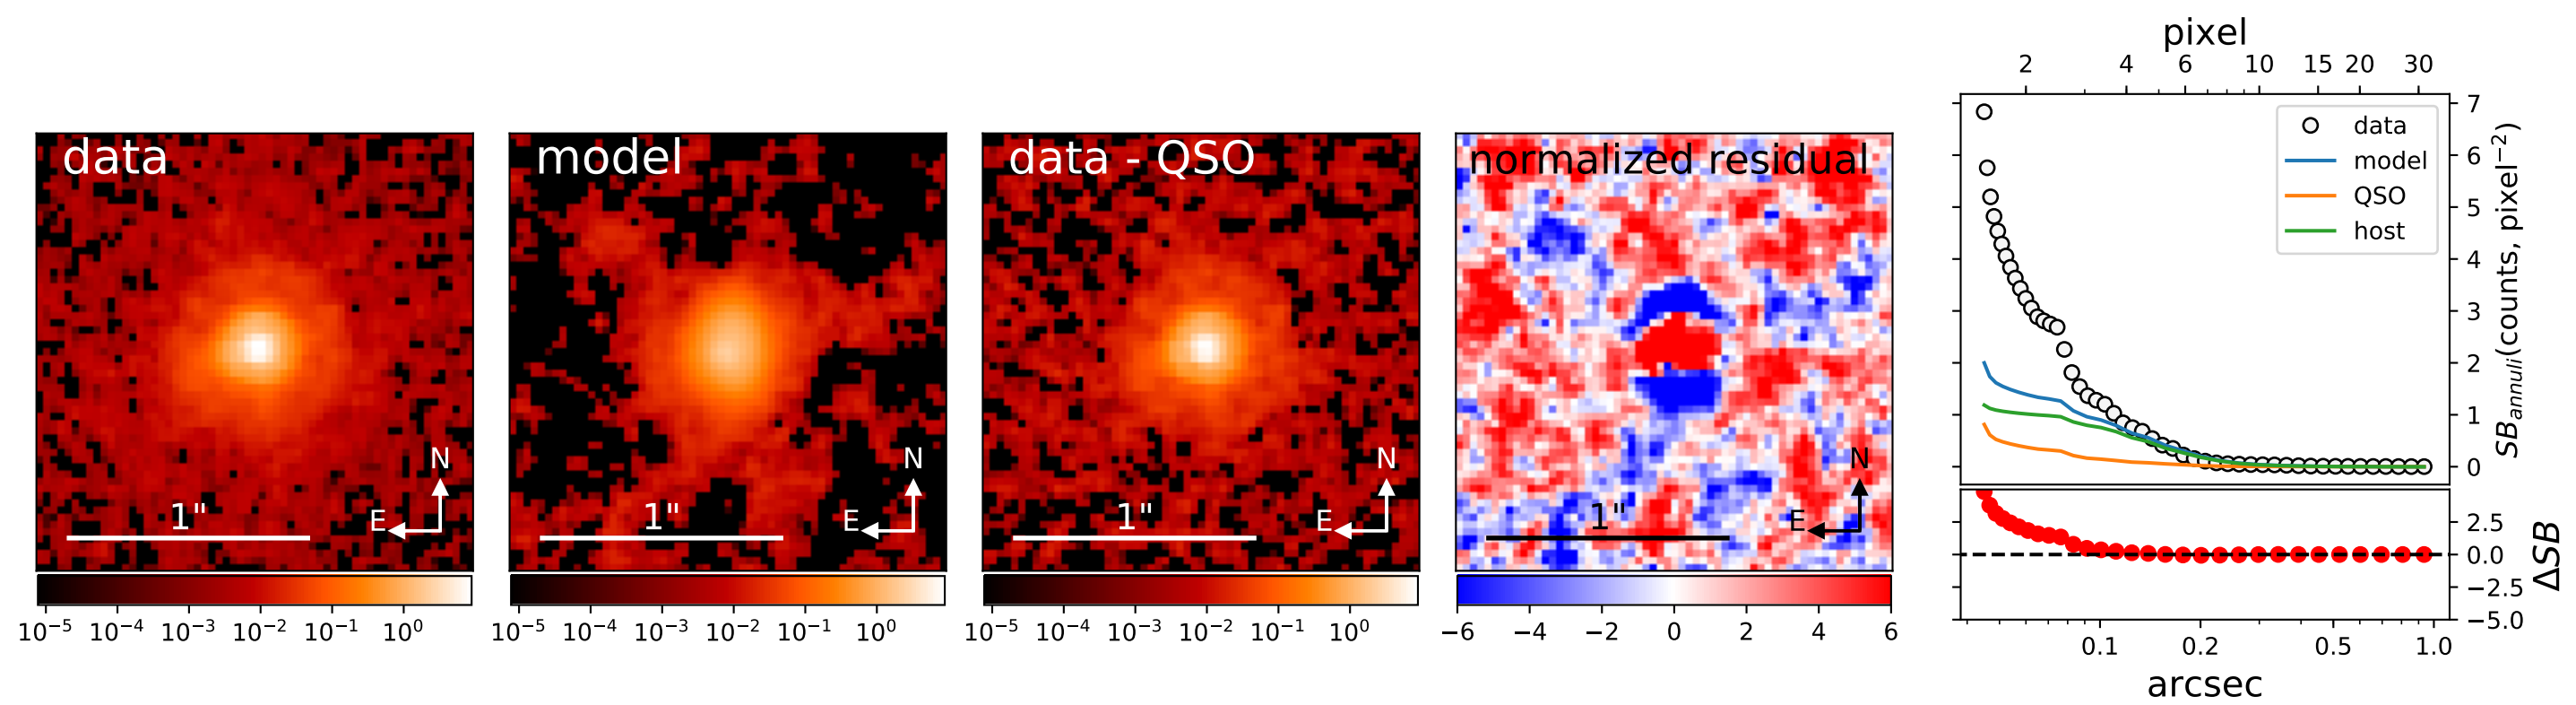 data
N
E
1"
10⁻⁵ 10⁻⁴ 10⁻³ 10⁻² 10⁻¹ 10⁰
model
N
E
1"
10⁻⁵ 10⁻⁴ 10⁻³ 10⁻² 10⁻¹ 10⁰
data - QSO
N
E
1"
10⁻⁵ 10⁻⁴ 10⁻³ 10⁻² 10⁻¹ 10⁰
normalized residual
N
E
1"
−6 −4 −2 0 2 4 6
pixel
2 4 6 10 15 20 30
data
model
QSO
host
7
6
5
4
3
2
1
0
SB_annuli(counts, pixel⁻²)
2.5
0.0
−2.5
−5.0
ΔSB
0.1 0.2 0.5 1.0
arcsec